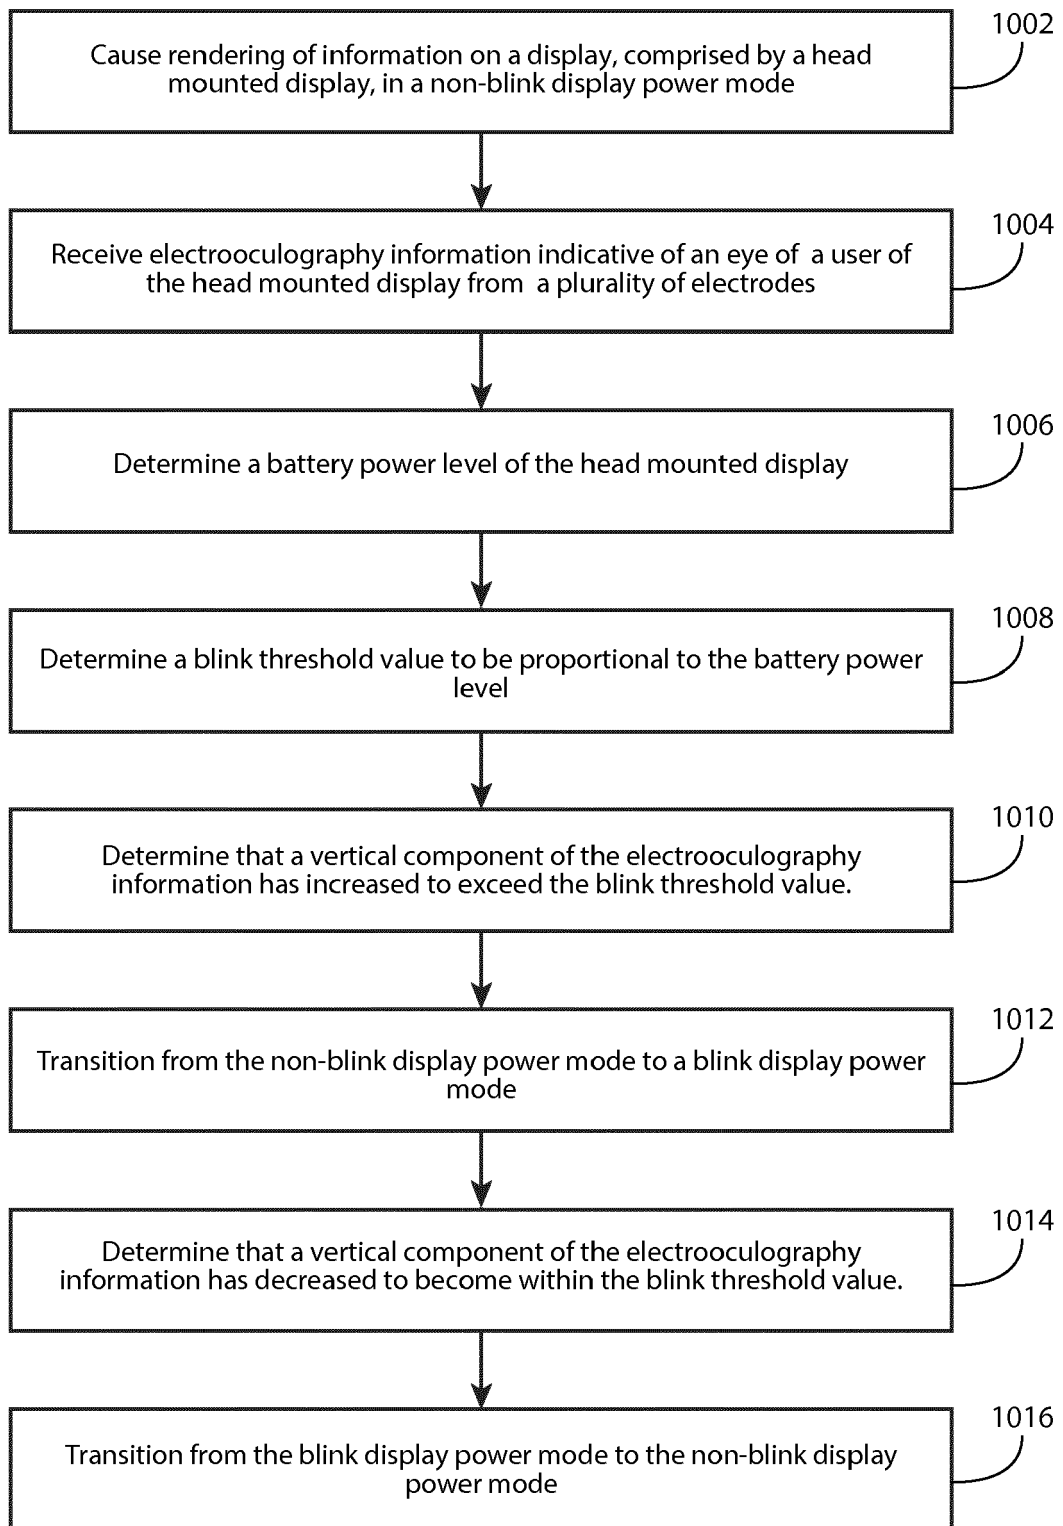 1002
Cause rendering of information on a display, comprised by a head
mounted display, in a non-blink display power mode
1004
Receive electrooculography information indicative of an eye of a user of
the head mounted display from a plurality of electrodes
1006
Determine a battery power level of the head mounted display
1008
Determine a blink threshold value to be proportional to the battery power
level
1010
Determine that a vertical component of the electrooculography
information has increased to exceed the blink threshold value.
1012
Transition from the non-blink display power mode to a blink display power
mode
1014
Determine that a vertical component of the electrooculography
information has decreased to become within the blink threshold value.
1016
Transition from the blink display power mode to the non-blink display
power mode